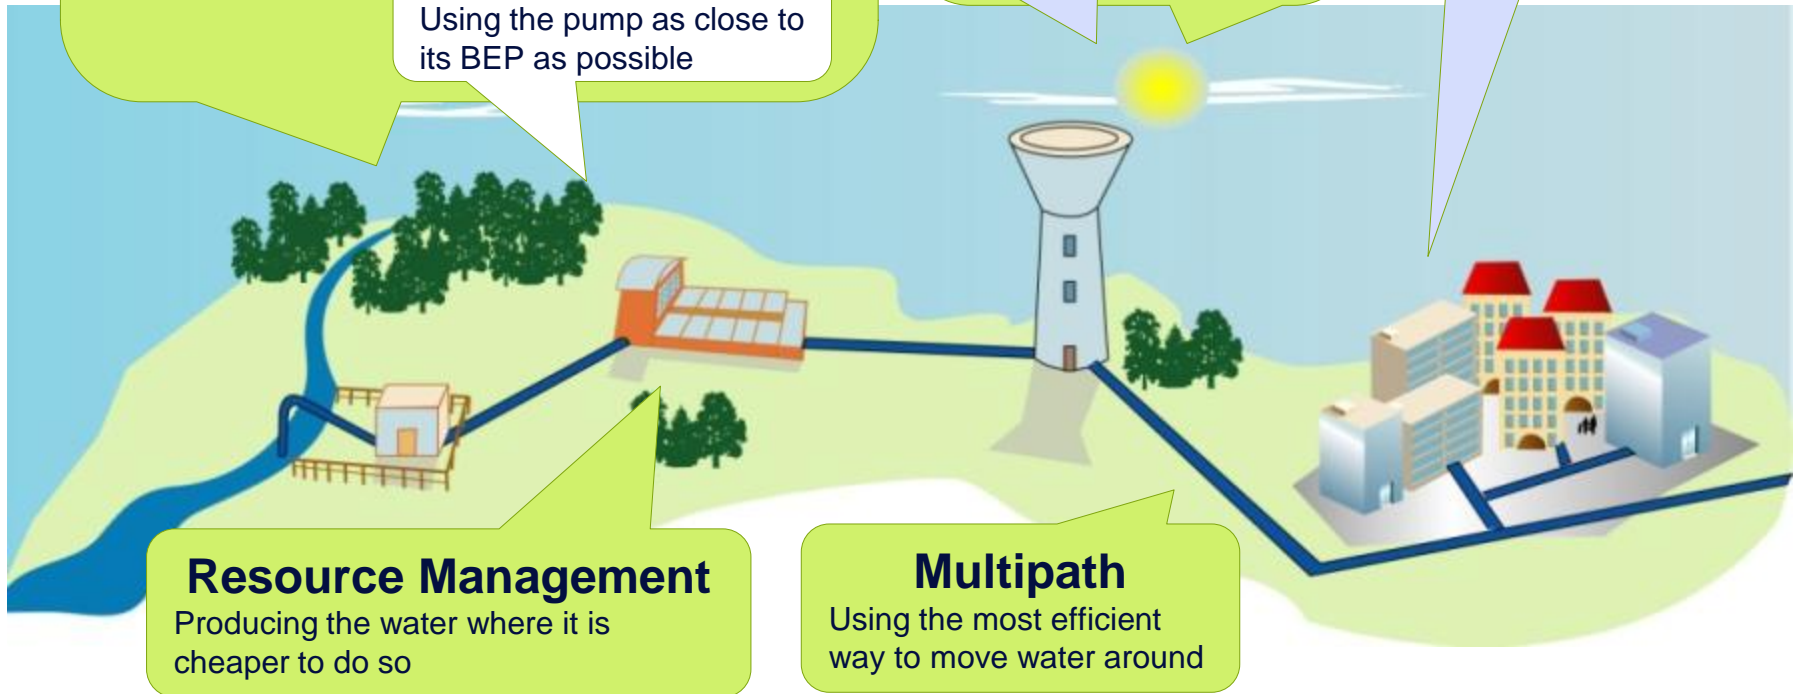 Using the pump as close to
its BEP as possible
Resource Management
Producing the water where it is
cheaper to do so
Multipath
Using the most efficient
way to move water around